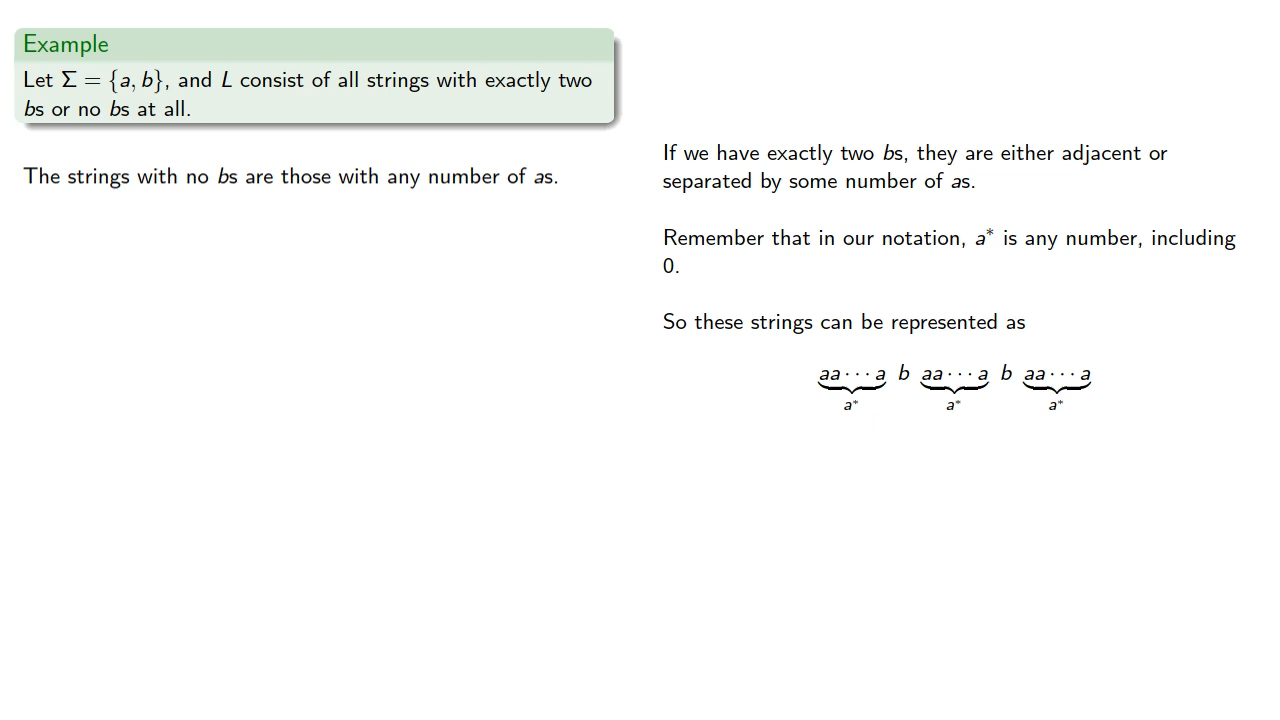 Example
Let Σ = {a, b}, and L consist of all strings with exactly two
bs or no bs at all.
The strings with no bs are those with any number of as.
If we have exactly two bs, they are either adjacent or
separated by some number of as.
Remember that in our notation, a* is any number, including
0.
So these strings can be represented as
aa⋯a b aa⋯a b aa⋯a
a* a* a*